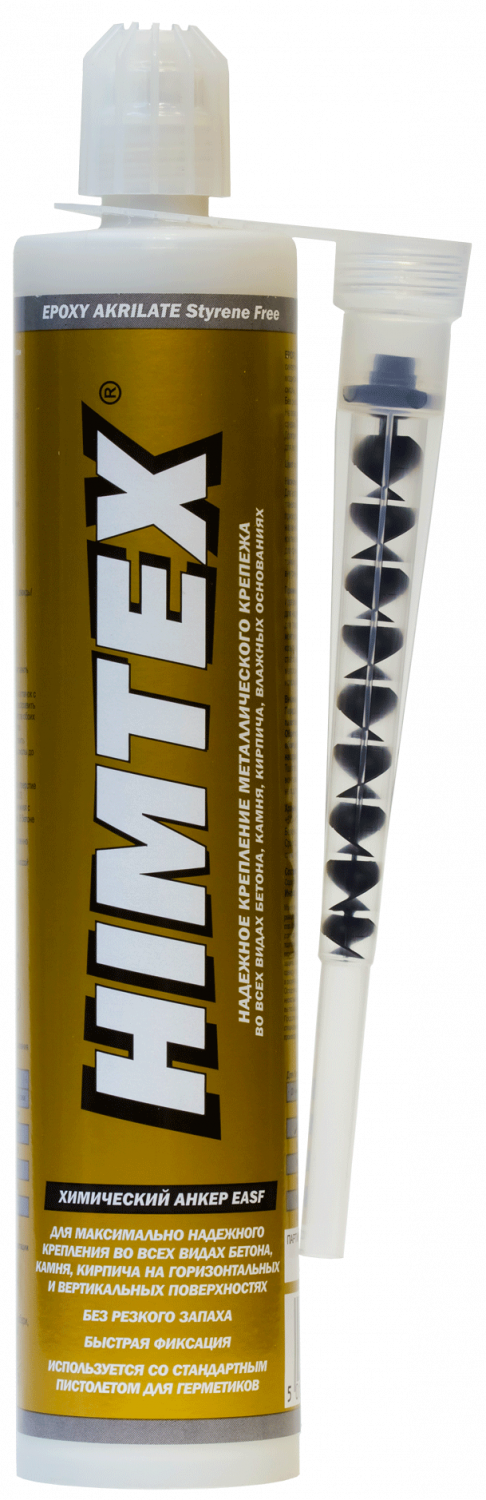 EPOXY AKRILATE Styrene Free
HIMTEX®
НАДЕЖНОЕ КРЕПЛЕНИЕ МЕТАЛЛИЧЕСКОГО КРЕПЕЖА
ВО ВСЕХ ВИДАХ БЕТОНА, КАМНЯ, КИРПИЧА, ВЛАЖНЫХ ОСНОВАНИЯХ
ХИМИЧЕСКИЙ АНКЕР EASF
ДЛЯ МАКСИМАЛЬНО НАДЕЖНОГО
КРЕПЛЕНИЯ ВО ВСЕХ ВИДАХ БЕТОНА,
КАМНЯ, КИРПИЧА НА ГОРИЗОНТАЛЬНЫХ
И ВЕРТИКАЛЬНЫХ ПОВЕРХНОСТЯХ
БЕЗ РЕЗКОГО ЗАПАХА
БЫСТРАЯ ФИКСАЦИЯ
ИСПОЛЬЗУЕТСЯ СО СТАНДАРТНЫМ
ПИСТОЛЕТОМ ДЛЯ ГЕРМЕТИКОВ
5